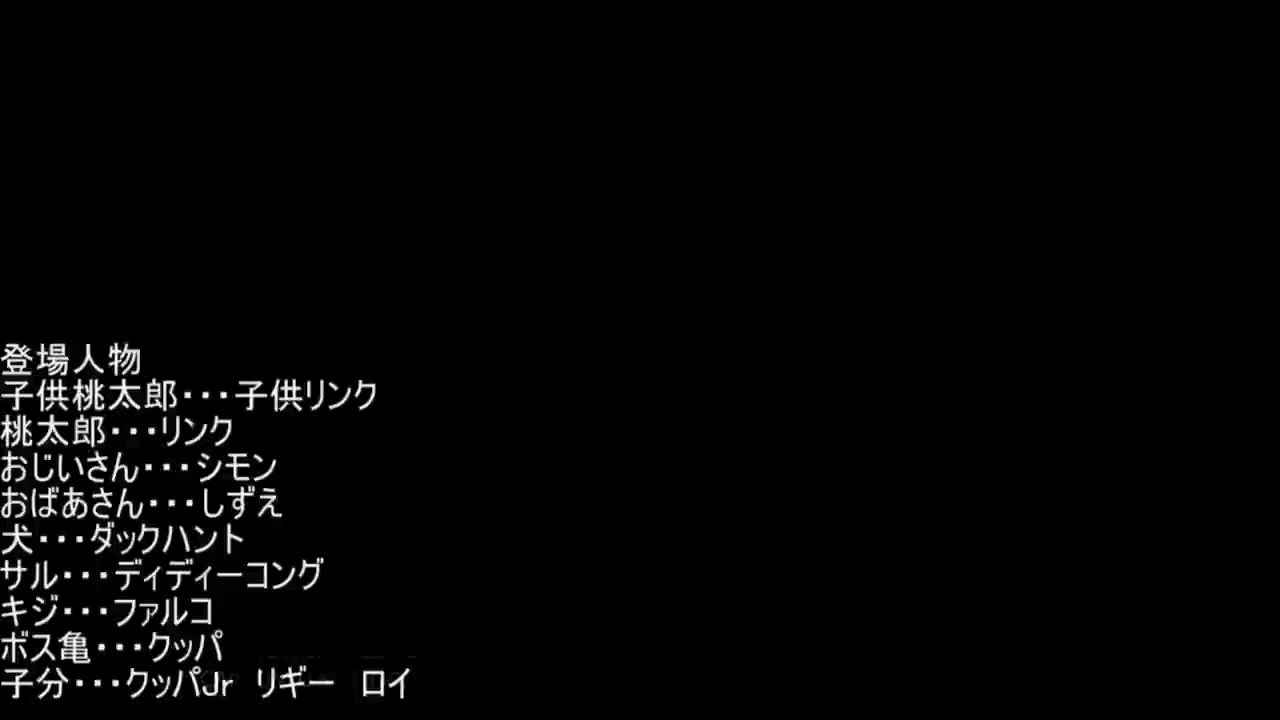 登場人物
子供桃太郎・・・子供リンク
桃太郎・・・リンク
おじいさん・・・シモン
おばあさん・・・しずえ
犬・・・ダックハント
サル・・・ディディーコング
キジ・・・ファルコ
ボス亀・・・クッパ
子分・・・クッパJr　リギー　ロイ